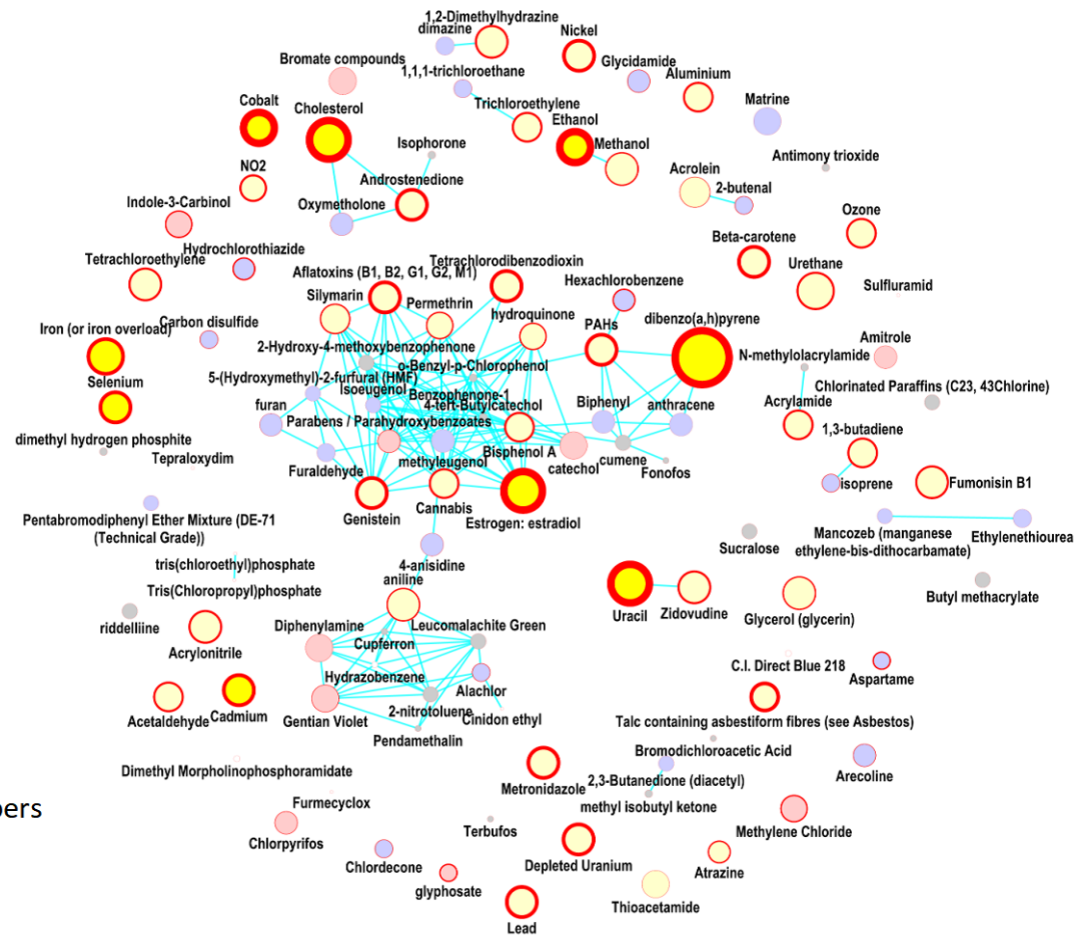 1,2-Dimethylhydrazine
dimazine
Nickel
Bromate compounds
Glycidamide
1,1,1-trichloroethane
Aluminium
Matrine
Cobalt
Cholesterol
Trichloroethylene
Ethanol
Methanol
Isophorone
Antimony trioxide
NO2
Acrolein
Androstenedione
2-butenal
Indole-3-Carbinol
Oxymetholone
Ozone
Beta-carotene
Hydrochlorothiazide
Tetrachloroethylene
Tetrachlorodibenzodioxin
Aflatoxins (B1, B2, G1, G2, M1)
Urethane
Hexachlorobenzene
Sulfluramid
Silymarin
Permethrin
hydroquinone
dibenzo(a,h)pyrene
Carbon disulfide
PAHs
Iron (or iron overload)
Amitrole
2-Hydroxy-4-methoxybenzophenone
N-methylolacrylamide
o-Benzyl-p-Chlorophenol
5-(Hydroxymethyl)-2-furfural (HMF)
Selenium
Isoeugenol
Chlorinated Paraffins (C23, 43Chlorine)
Benzophenone-1
furan
4-tert-Butylcatechol
Biphenyl
anthracene
Acrylamide
Parabens / Parahydroxybenzoates
1,3-butadiene
dimethyl hydrogen phosphite
Bisphenol A
Tepraloxydim
methyleugenol
cumene
catechol
Furaldehyde
Fonofos
isoprene
Fumonisin B1
Cannabis
Genistein
Estrogen: estradiol
Pentabromodiphenyl Ether Mixture (DE-71
(Technical Grade))
Mancozeb (manganese
ethylene-bis-dithocarbamate)
Ethylenethiourea
Sucralose
tris(chloroethyl)phosphate
4-anisidine
aniline
Tris(Chloropropyl)phosphate
Butyl methacrylate
riddelliine
Uracil
Zidovudine
Glycerol (glycerin)
Diphenylamine
Leucomalachite Green
Cupferron
Acrylonitrile
C.I. Direct Blue 218
Hydrazobenzene
Aspartame
Alachlor
2-nitrotoluene
Acetaldehyde
Cadmium
Gentian Violet
Cinidon ethyl
Talc containing asbestiform fibres (see Asbestos)
Pendamethalin
Bromodichloroacetic Acid
Dimethyl Morpholinophosphoramidate
Arecoline
2,3-Butanedione (diacetyl)
Metronidazole
Furmecyclox
methyl isobutyl ketone
pers
Terbufos
Methylene Chloride
Chlorpyrifos
Chlordecone
Depleted Uranium
Atrazine
glyphosate
Thioacetamide
Lead